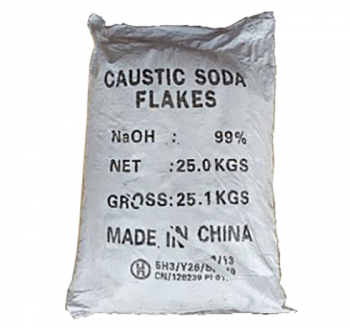 CAUSTIC SODA
FLAKES
NaOH : 99%
NET :25.0 KGS
GROSS:25.1 KGS
MADE IN CHINA